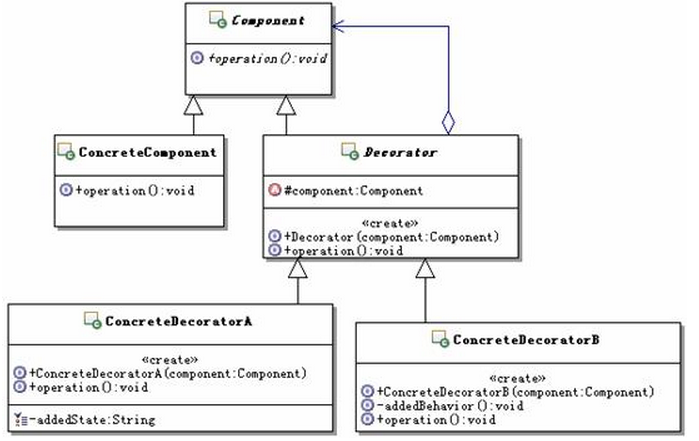 Component
+operation():void
ConcreteComponent
+operation():void
Decorator
#component:Component
«create»
+Decorator(component:Component)
+operation():void
ConcreteDecoratorA
«create»
+ConcreteDecoratorA(component:Component)
+operation():void
-addedState:String
ConcreteDecoratorB
«create»
+ConcreteDecoratorB(component:Component)
-addedBehavior():void
+operation():void